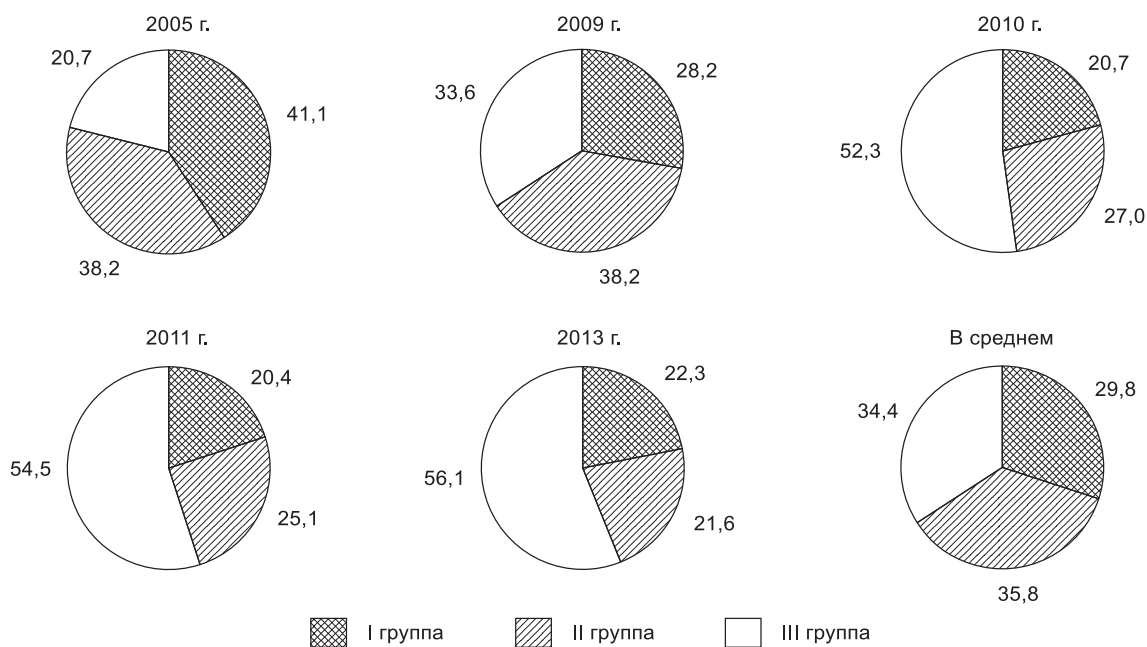 2005 г.
20,7
41,1
38,2
2009 г.
33,6
28,2
38,2
2010 г.
20,7
52,3
27,0
2011 г.
20,4
54,5
25,1
2013 г.
22,3
56,1
21,6
В среднем
34,4
29,8
35,8
I группа
II группа
III группа